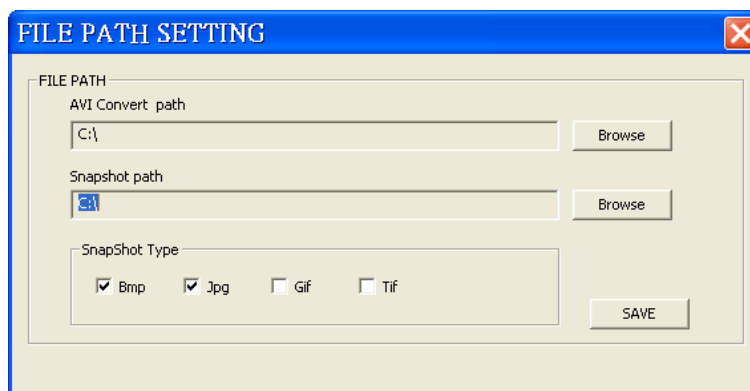 FILE PATH SETTING
FILE PATH
AVI Convert  path
C:\
Browse
Snapshot path
C:\
Browse
SnapShot Type
Bmp Jpg Gif Tif
SAVE